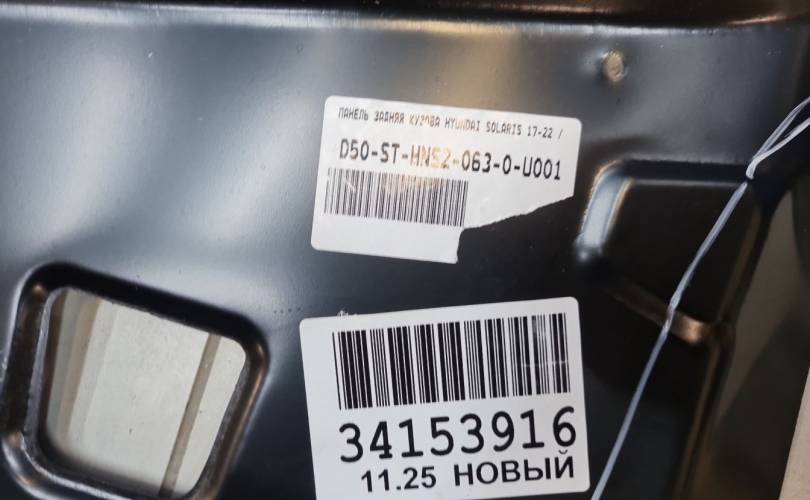 ПАНЕЛЬ ЗАДНЯЯ КУЗОВА HYUNDAI SOLARIS 17-22 /
D50-ST-HNS2-063-0-U001
34153916
11.25 НОВЫЙ